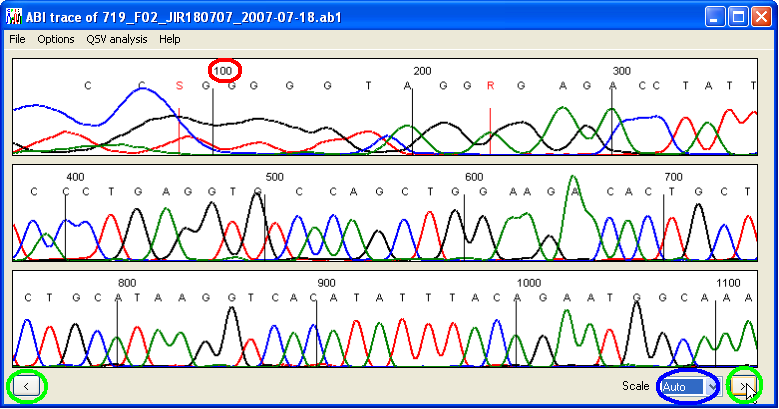 ABI trace of 719_F02_JIR180707_2007-07-18.ab1
File Options QSV analysis Help
100 200 300
C C S G G G G G T A G G R G A G A C C T A T T
400 500 600 700
C C C T G A G G T G C C A G C T G G A A G A C A C T G C T
800 900 1000 1100
C T G C A T A A G G T C A C A T A T T T A C A G A A T G G C A A A
< Scale Auto >